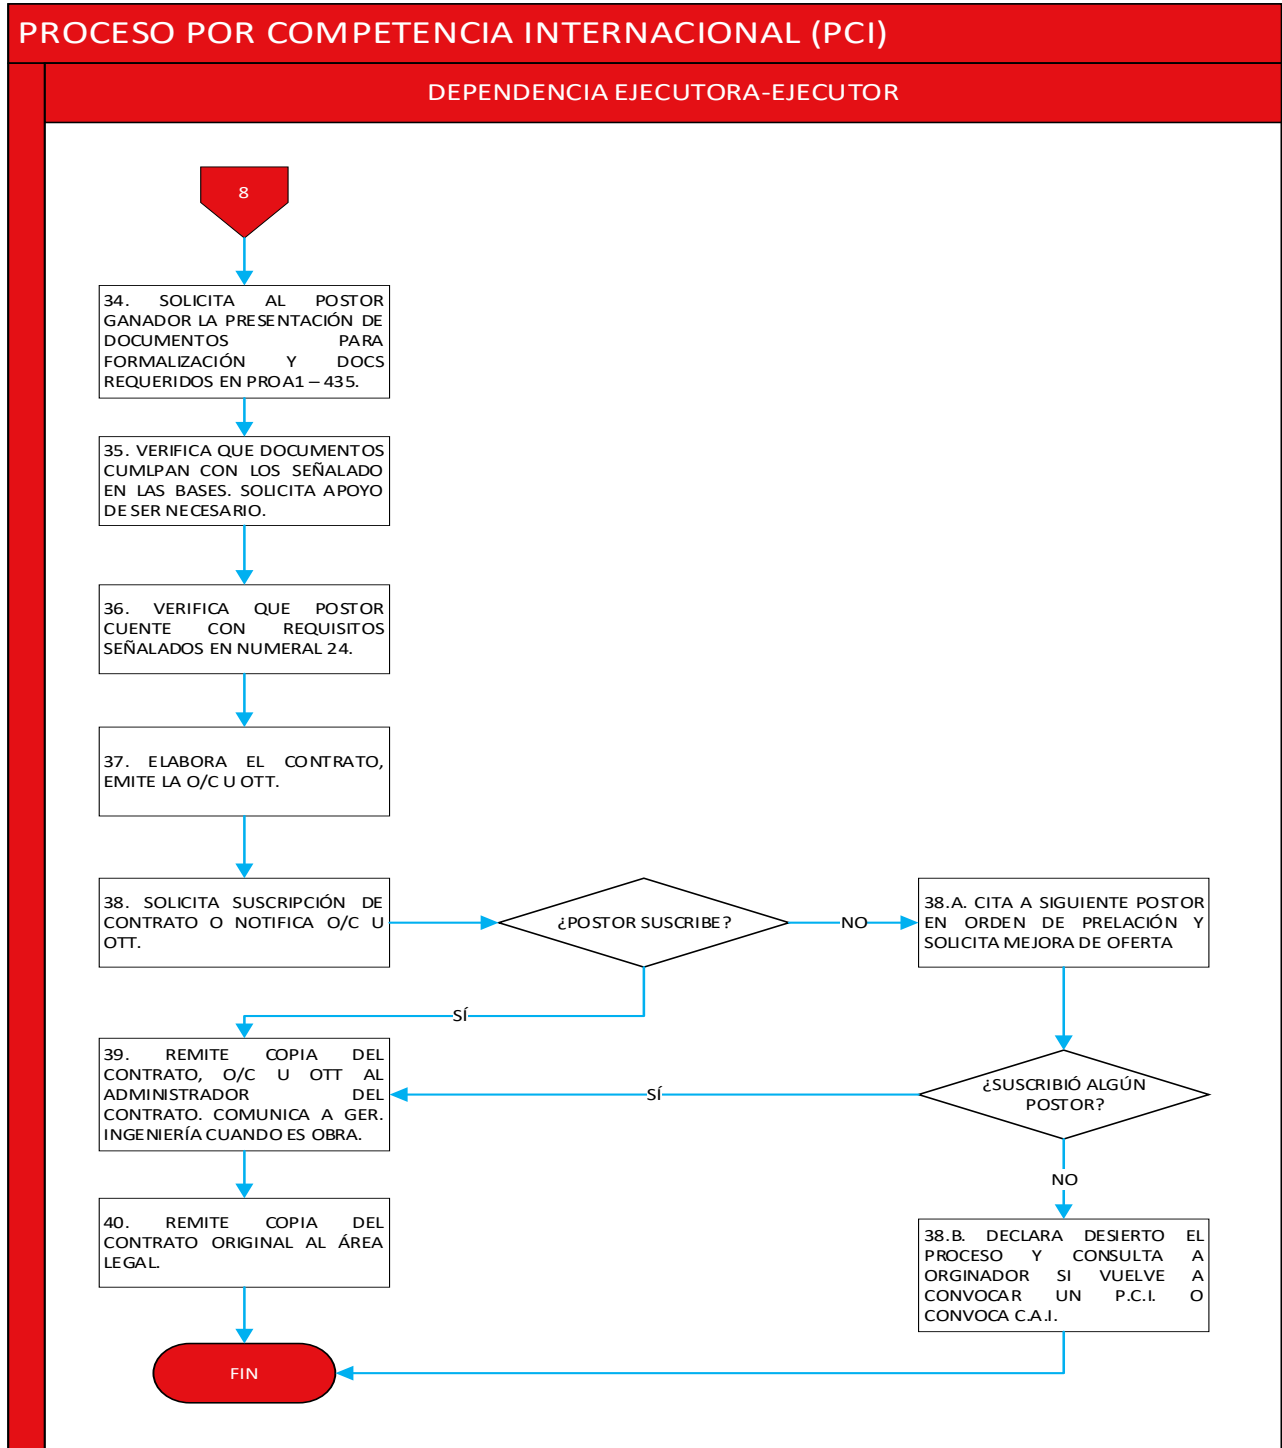 PROCESO POR COMPETENCIA INTERNACIONAL (PCI)
DEPENDENCIA EJECUTORA-EJECUTOR
8
34. SOLICITA AL POSTOR
GANADOR LA PRESENTACIÓN DE
DOCUMENTOS PARA
FORMALIZACIÓN Y DOCS
REQUERIDOS EN PROA1 – 435.
35. VERIFICA QUE DOCUMENTOS
CUMLPAN CON LOS SEÑALADO
EN LAS BASES. SOLICITA APOYO
DE SER NECESARIO.
36. VERIFICA QUE POSTOR
CUENTE CON REQUISITOS
SEÑALADOS EN NUMERAL 24.
37. ELABORA EL CONTRATO,
EMITE LA O/C U OTT.
38. SOLICITA SUSCRIPCIÓN DE
CONTRATO O NOTIFICA O/C U
OTT.
¿POSTOR SUSCRIBE?
NO
38.A. CITA A SIGUIENTE POSTOR
EN ORDEN DE PRELACIÓN Y
SOLICITA MEJORA DE OFERTA
SÍ
39. REMITE COPIA DEL
CONTRATO, O/C U OTT AL
ADMINISTRADOR DEL
CONTRATO. COMUNICA A GER.
INGENIERÍA CUANDO ES OBRA.
SÍ
¿SUSCRIBIÓ ALGÚN
POSTOR?
NO
40. REMITE COPIA DEL
CONTRATO ORIGINAL AL ÁREA
LEGAL.
38.B. DECLARA DESIERTO EL
PROCESO Y CONSULTA A
ORGINADOR SI VUELVE A
CONVOCAR UN P.C.I. O
CONVOCA C.A.I.
FIN